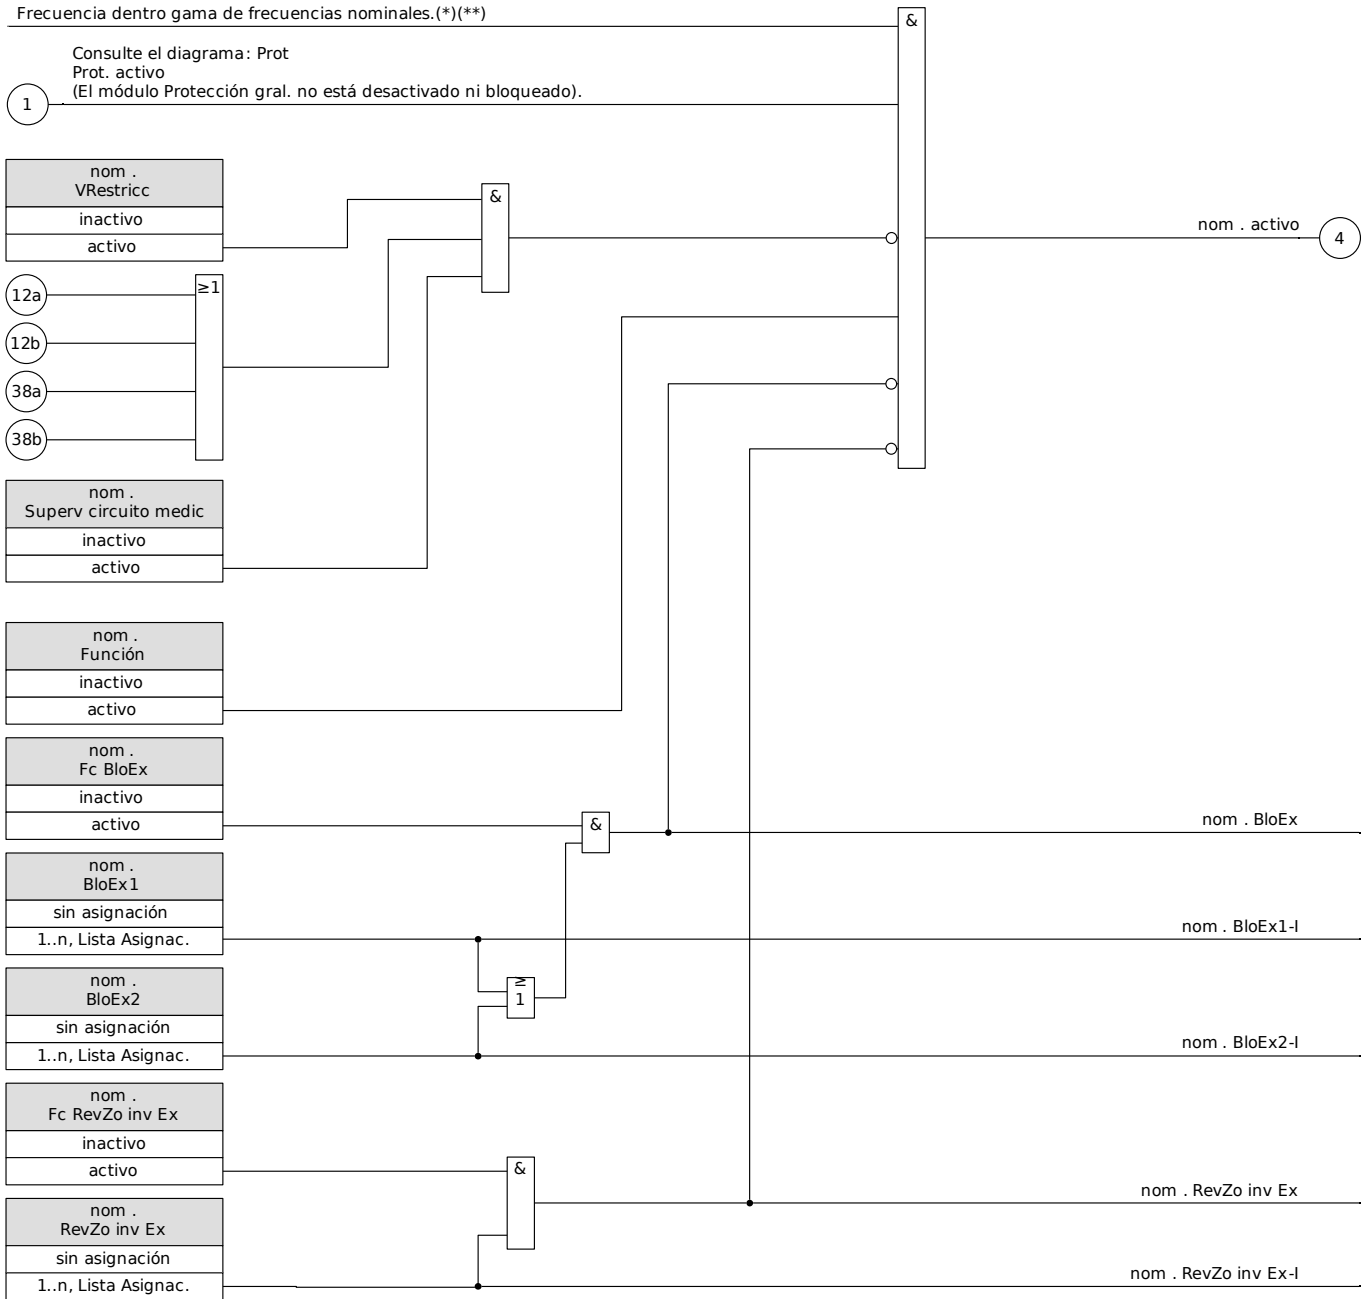 Frecuencia dentro gama de frecuencias nominales.(*)(**)
&
Consulte el diagrama: Prot
Prot. activo
(El módulo Protección gral. no está desactivado ni bloqueado).
1
nom .
VRestricc
inactivo
activo
&
nom . activo
4
12a
≥1
12b
38a
38b
nom .
Superv circuito medic
inactivo
activo
nom .
Función
inactivo
activo
nom .
Fc BloEx
inactivo
activo
&
nom . BloEx
nom .
BloEx1
sin asignación
1..n, Lista Asignac.
nom . BloEx1-I
nom .
BloEx2
sin asignación
1..n, Lista Asignac.
≥
1
nom . BloEx2-I
nom .
Fc RevZo inv Ex
inactivo
activo
&
nom . RevZo inv Ex
nom .
RevZo inv Ex
sin asignación
1..n, Lista Asignac.
nom . RevZo inv Ex-I